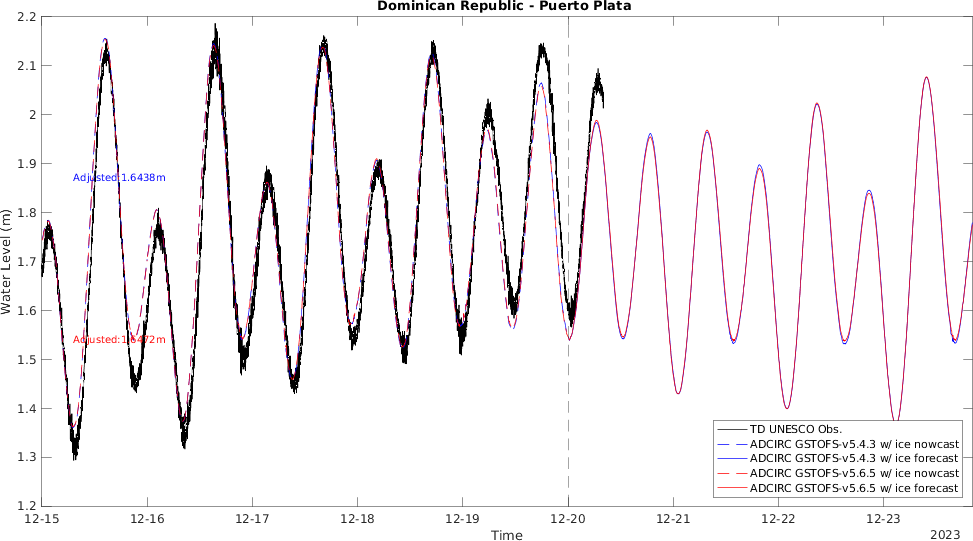 Dominican Republic - Puerto Plata
2.2
2.1
2
1.9
1.8
1.7
1.6
1.5
1.4
1.3
1.2
Water Level (m)
Adjusted:1.6438m
Adjusted:1.6472m
TD UNESCO Obs.
ADCIRC GSTOFS-v5.4.3 w/ ice nowcast
ADCIRC GSTOFS-v5.4.3 w/ ice forecast
ADCIRC GSTOFS-v5.6.5 w/ ice nowcast
ADCIRC GSTOFS-v5.6.5 w/ ice forecast
12-15 12-16 12-17 12-18 12-19 12-20 12-21 12-22 12-23
Time
2023